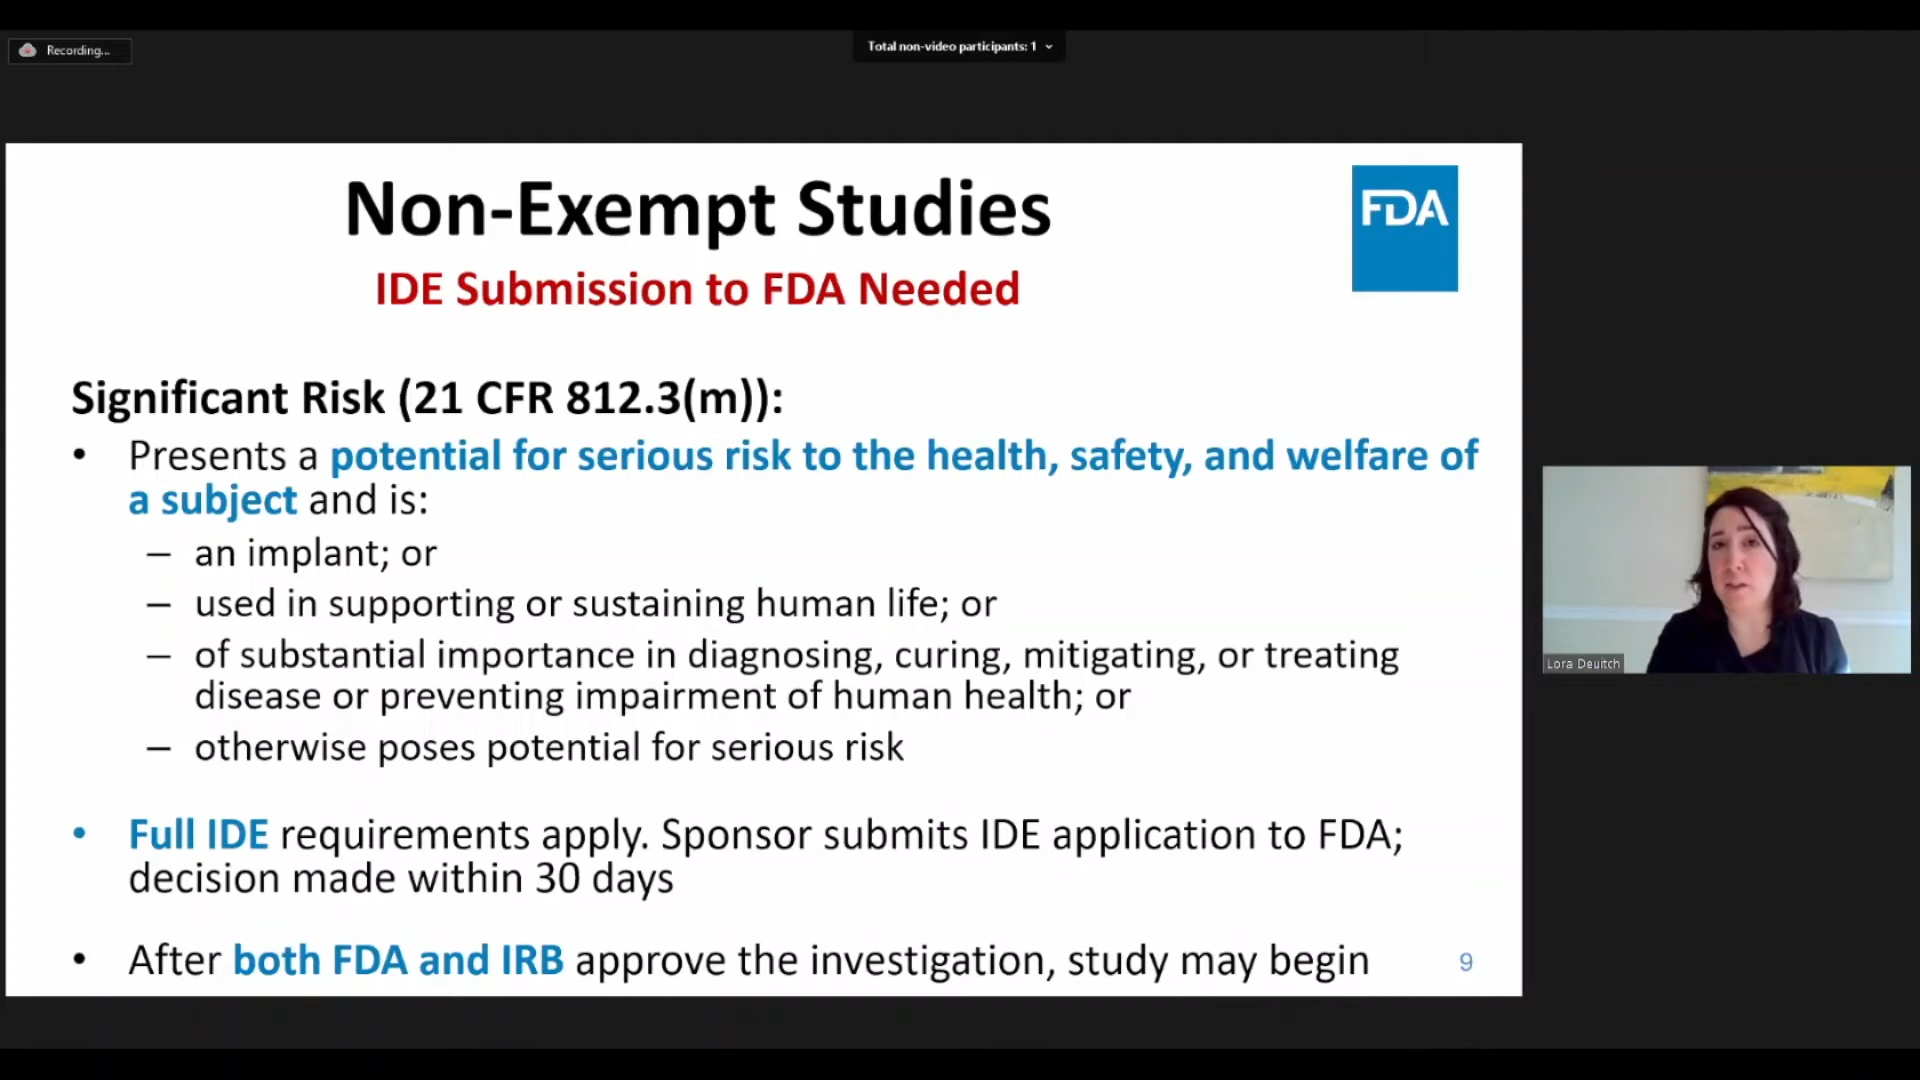 Recording...
Total non-video participants: 1
Non-Exempt Studies
FDA
IDE Submission to FDA Needed
Significant Risk (21 CFR 812.3(m)):
• Presents a potential for serious risk to the health, safety, and welfare of
a subject and is:
– an implant; or
– used in supporting or sustaining human life; or
– of substantial importance in diagnosing, curing, mitigating, or treating
disease or preventing impairment of human health; or
– otherwise poses potential for serious risk
• Full IDE requirements apply. Sponsor submits IDE application to FDA;
decision made within 30 days
• After both FDA and IRB approve the investigation, study may begin
9
Lora Deuitch